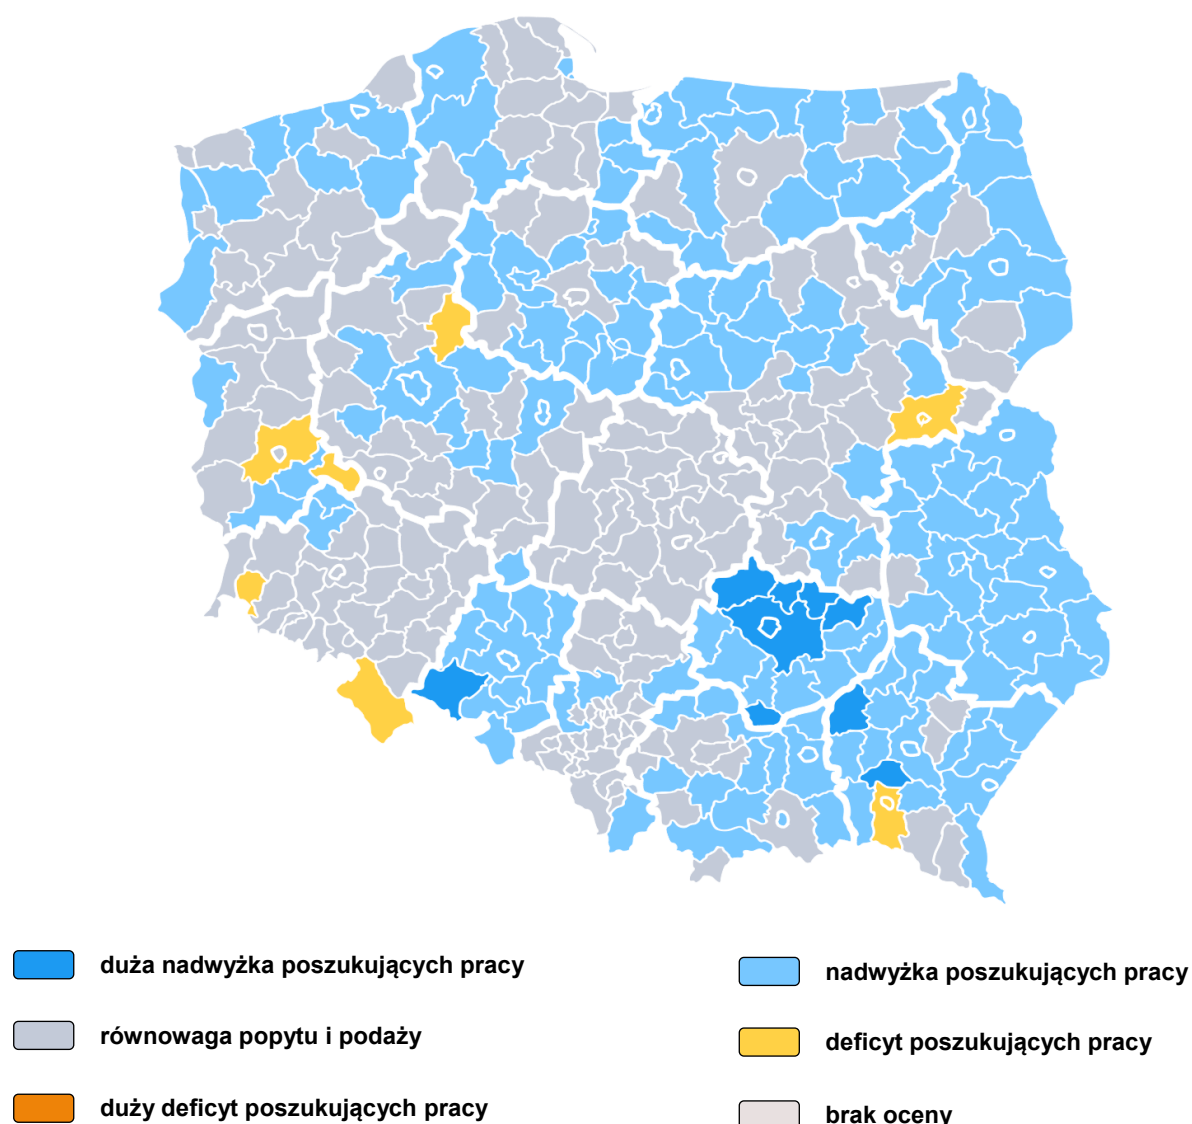 duża nadwyżka poszukujących pracy
nadwyżka poszukujących pracy
równowaga popytu i podaży
deficyt poszukujących pracy
duży deficyt poszukujących pracy
brak oceny